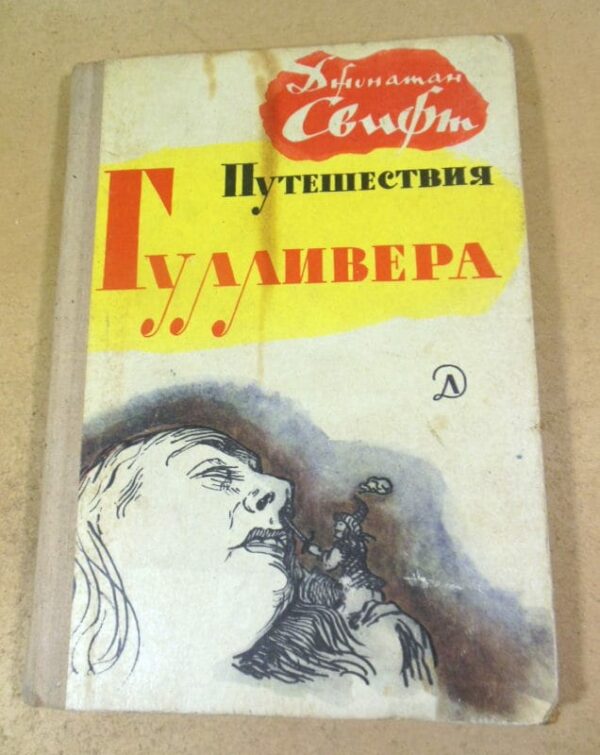 Джонатан
Свифт
Путешествия
Гулливера
Д